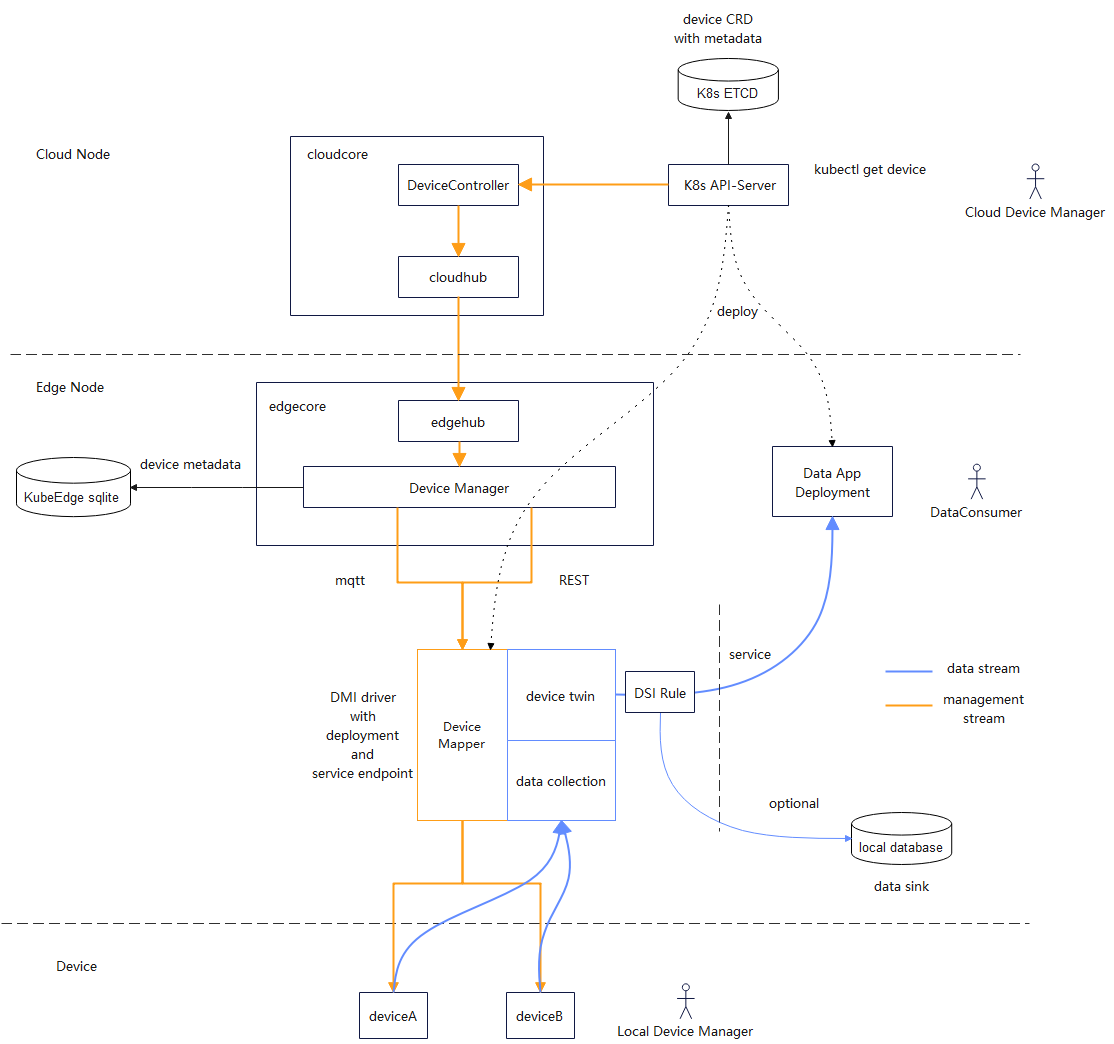 device CRD
with metadata
K8s ETCD
Cloud Node
cloudcore
DeviceController
K8s API-Server
kubectl get device
Cloud Device Manager
cloudhub
deploy
Edge Node
edgecore
edgehub
device metadata
KubeEdge sqlite
Device Manager
Data App
Deployment
DataConsumer
mqtt
REST
service
data stream
management
stream
DMI driver
with
deployment
and
service endpoint
Device
Mapper
device twin
DSI Rule
data collection
optional
local database
data sink
Device
deviceA
deviceB
Local Device Manager